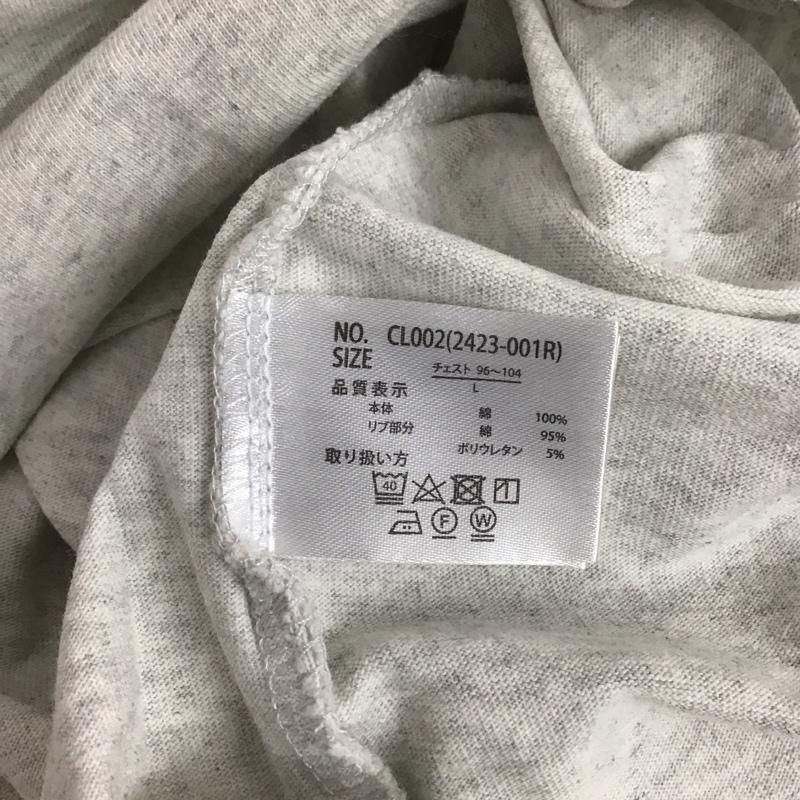 NO. CL002(2423-001R)
SIZE チェスト 96～104
L
品質表示
本体 綿 100%
リブ部分 綿 95%
ポリウレタン 5%
取り扱い方
40
F W